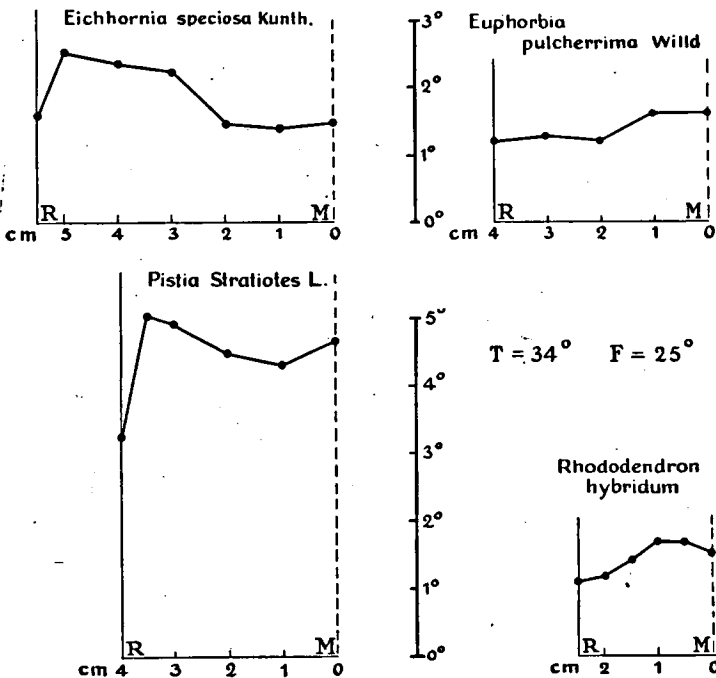 Eichhornia speciosa Kunth.
R M
cm 5 4 3 2 1 0
3°
2°
1°
0°
Euphorbia
pulcherrima Willd
R M
cm 4 3 2 1 0
Pistia Stratiotes L.
R M
cm 4 3 2 1 0
5°
4°
3°
2°
1°
0°
T = 34° F = 25°
Rhododendron
hybridum
R M
cm 2 1 0